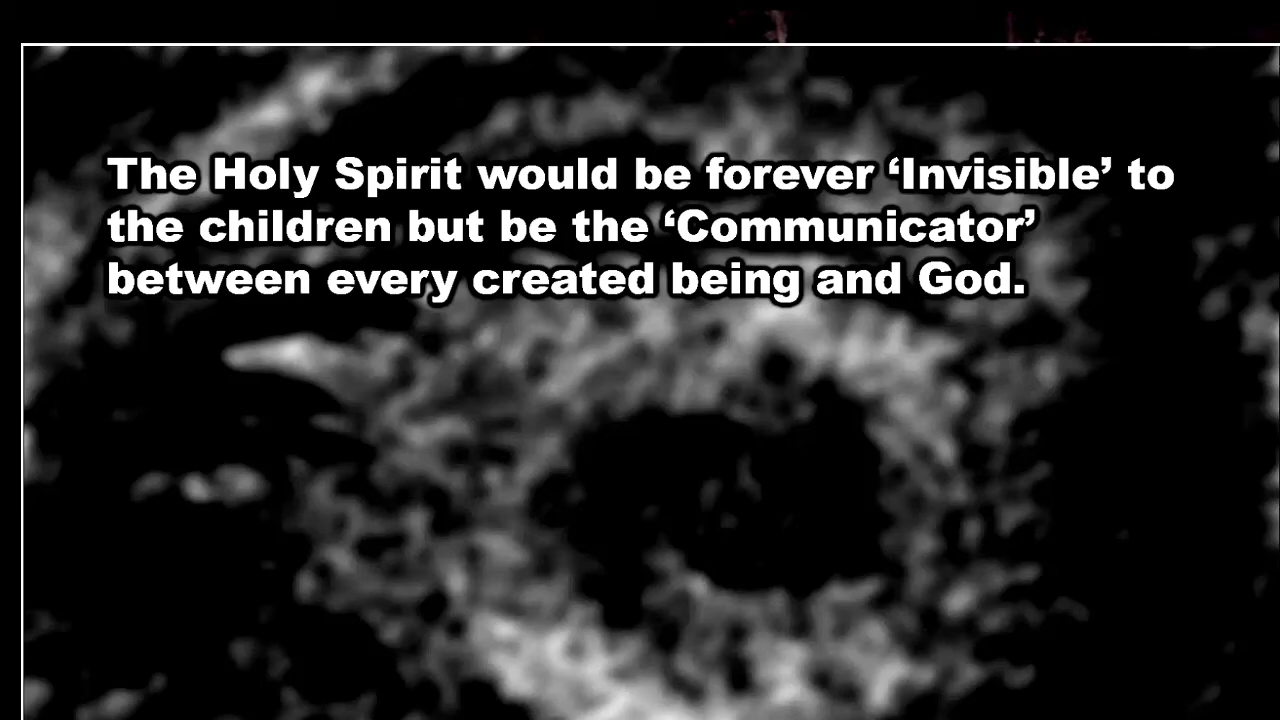 The Holy Spirit would be forever ‘Invisible’ to
the children but be the ‘Communicator’
between every created being and God.